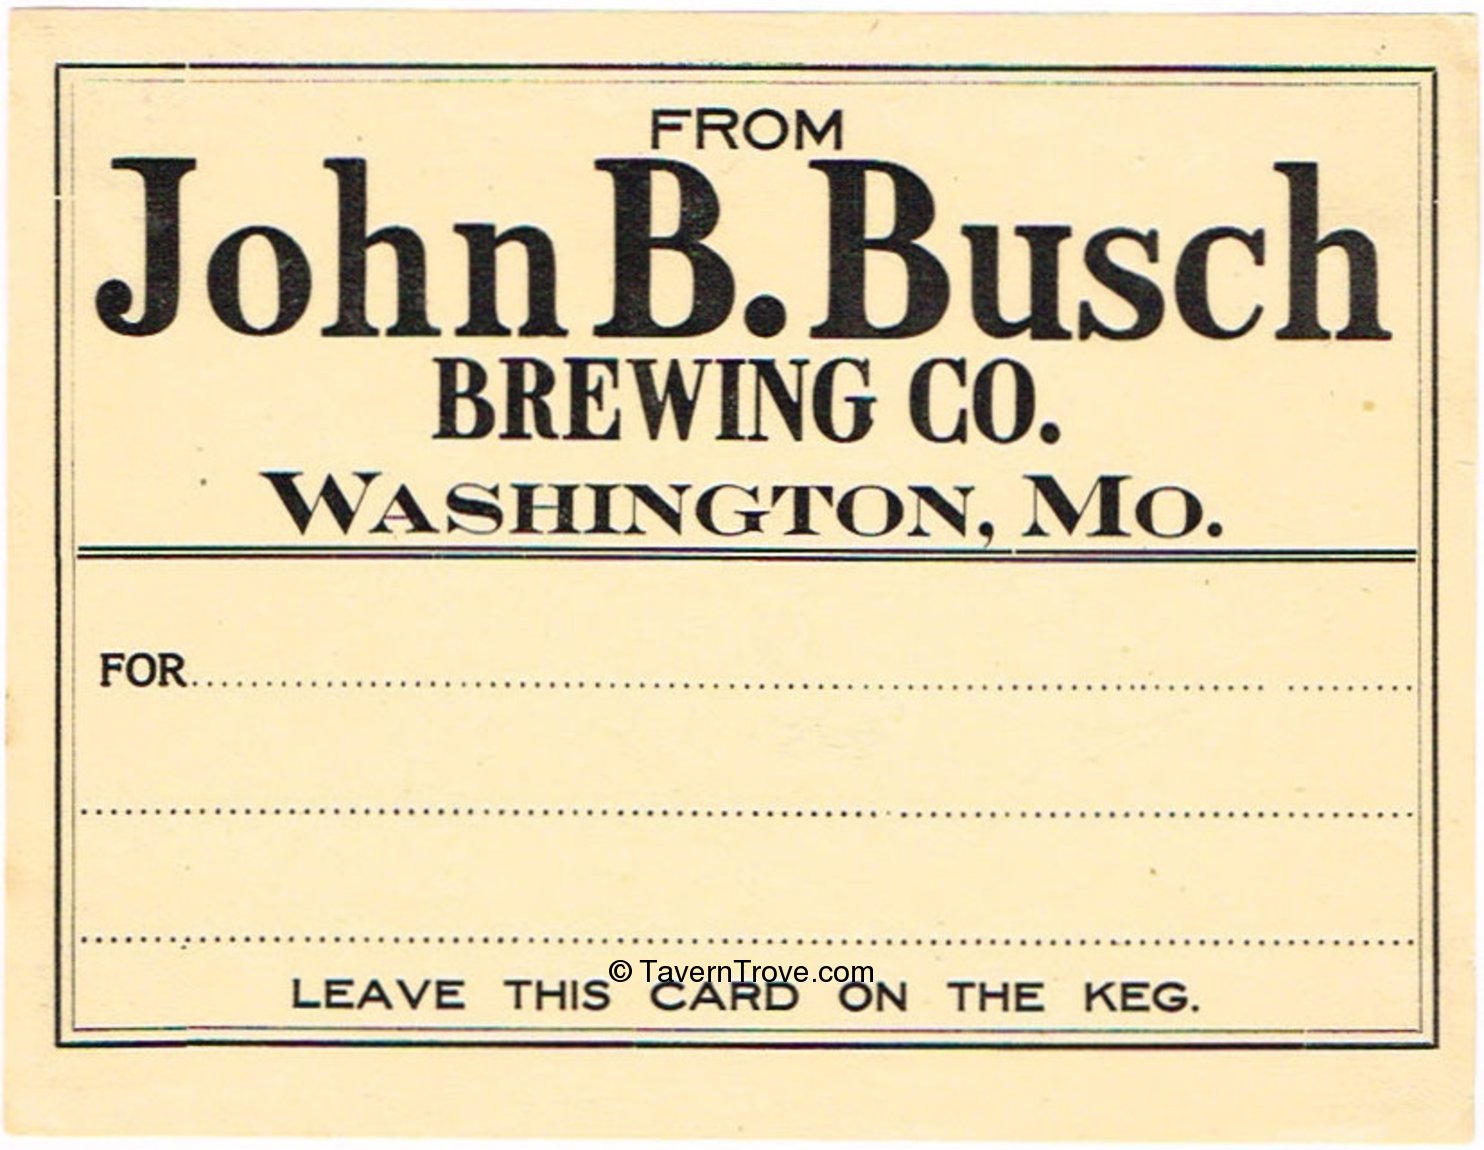 FROM
John B. Busch
BREWING CO.
WASHINGTON, MO.
FOR
© TavernTrove.com
LEAVE THIS CARD ON THE KEG.